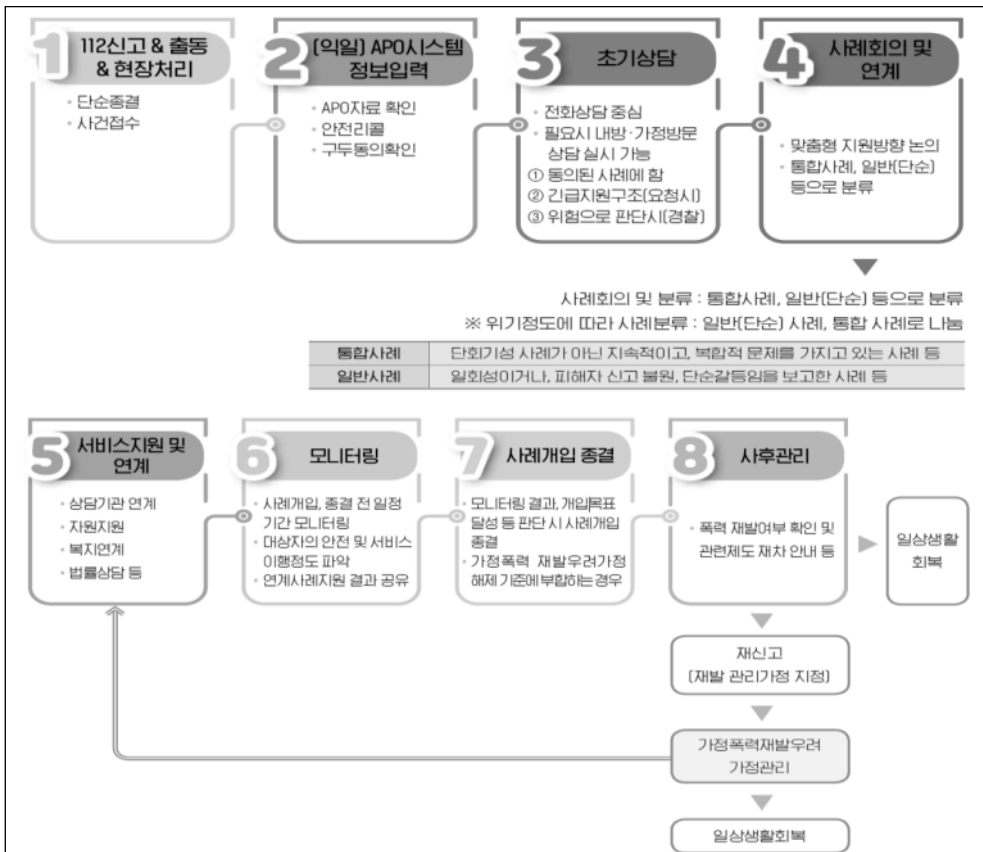 1
112신고 & 출동
& 현장처리
• 단순종결
• 사건접수
2
(익일) APO시스템
정보입력
• APO자료 확인
• 안전리콜
• 구두동의확인
3
초기상담
• 전화상담 중심
• 필요시 내방·가정방문
상담 실시 가능
① 동의된 사례에 함
② 긴급지원구조(요청시)
③ 위험으로 판단시(경찰)
4
사례회의 및
연계
• 맞춤형 지원방향 논의
• 통합사례, 일반(단순)
등으로 분류
사례회의 및 분류 : 통합사례, 일반(단순) 등으로 분류
※ 위기정도에 따라 사례분류 : 일반(단순) 사례, 통합 사례로 나눔
통합사례 단회기성 사례가 아닌 지속적이고, 복합적 문제를 가지고 있는 사례 등
일반사례 일회성이거나, 피해자 신고 불원, 단순갈등임을 보고한 사례 등
5
서비스지원 및
연계
• 상담기관 연계
• 자원지원
• 복지연계
• 법률상담 등
6
모니터링
• 사례개입, 종결 전 일정
기간 모니터링
• 대상자의 안전 및 서비스
이행정도 파악
• 연계사례지원 결과 공유
7
사례개입 종결
• 모니터링 결과, 개입목표
달성 등 판단 시 사례개입
종결
• 가정폭력 재발우려가정
해제 기준에 부합하는 경우
8
사후관리
• 폭력 재발여부 확인 및
관련제도 재차 안내 등
일상생활
회복
재신고
(재발 관리가정 지정)
가정폭력재발우려
가정관리
일상생활회복